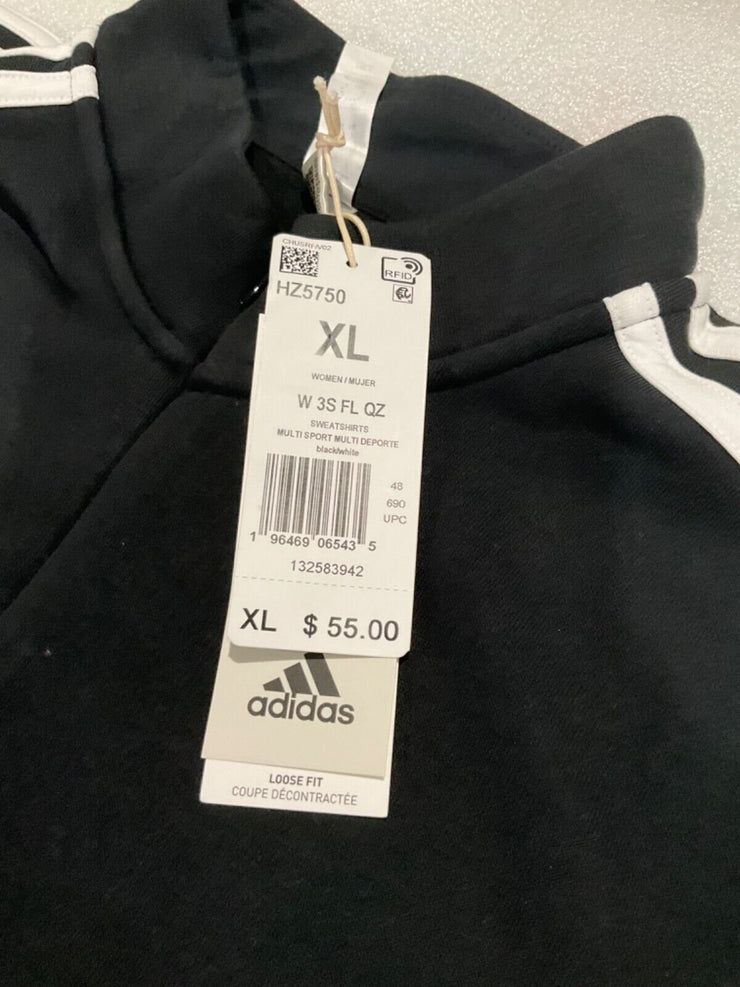 CHUSRFIV02
RFID
HZ5750
XL
WOMEN / MUJER
W 3S FL QZ
SWEATSHIRTS
MULTI SPORT MULTI DEPORTE
black/white
48
690
UPC
1 96469 06543 5
132583942
XL $ 55.00
adidas
LOOSE FIT
COUPE DÉCONTRACTÉE